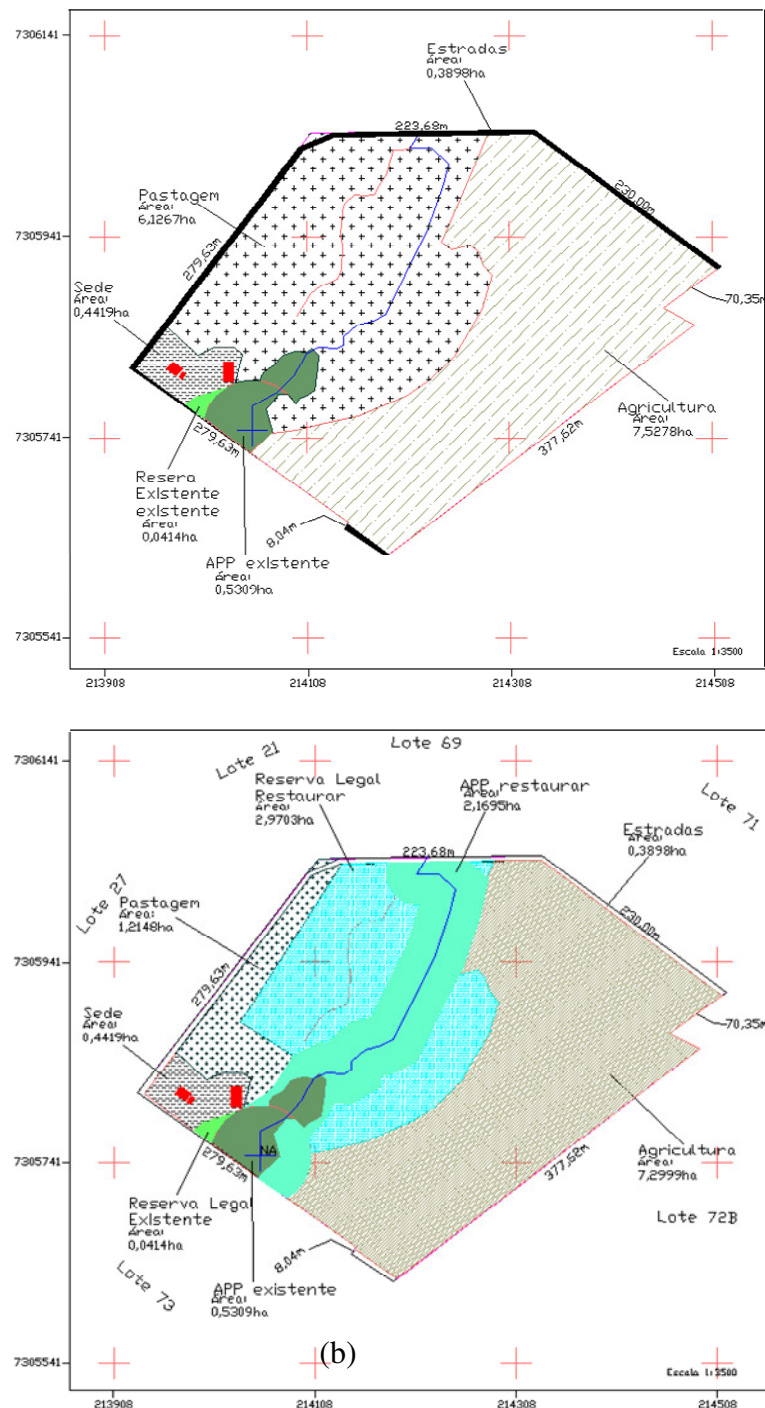 7306141
Estradas
Área:
0,3898ha
223,68m
Pastagem
Área:
6,1267ha
230,00m
7305941
279,63m
Sede
Área:
0,4419ha
70,35m
Agricultura
Área:
7,5278ha
7305741
279,63m
377,62m
Resera
Existente
existente
Área:
0,0414ha
8,04m
APP existente
Área:
0,5309ha
7305541
Escala 1:3500
213908
214108
214308
214508
7306141
Lote 21
Lote 69
Reserva Legal
Restaurar
Área:
2,9703ha
APP restaurar
Área:
2,1695ha
Lote 71
Estradas
Área:
0,3898ha
223,68m
Lote 27
Pastagem
Área:
1,2148ha
230,00m
7305941
279,63m
Sede
Área:
0,4419ha
70,35m
NA
7305741
279,63m
377,62m
Agricultura
Área:
7,2999ha
Reserva Legal
Existente
Área:
0,0414ha
Lote 72B
8,04m
Lote 73
APP existente
Área:
0,5309ha
(b)
7305541
Escala 1:3500
213908
214108
214308
214508